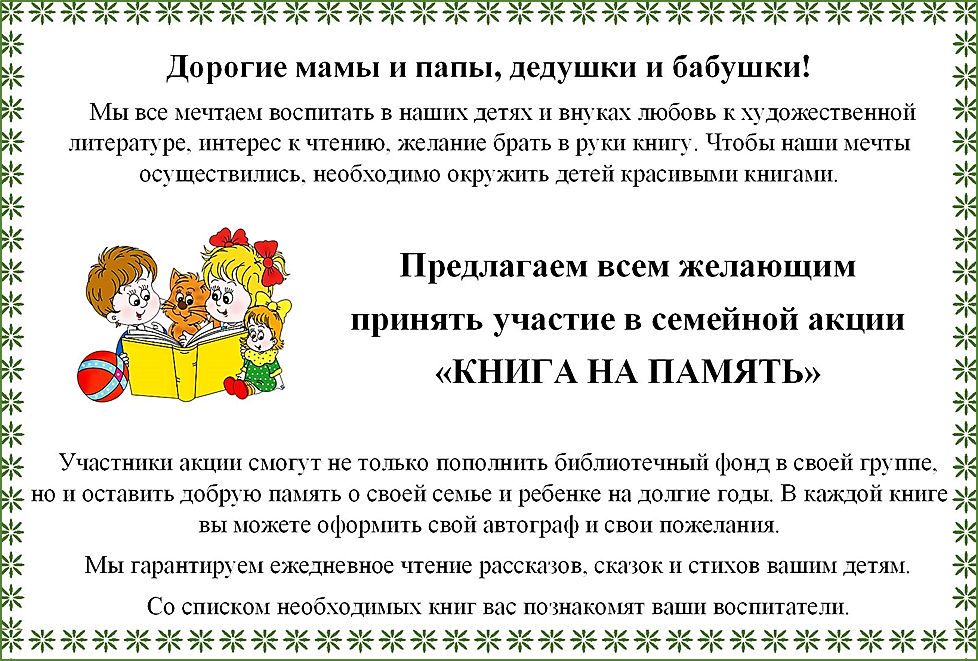 Дорогие мамы и папы, дедушки и бабушки!
Мы все мечтаем воспитать в наших детях и внуках любовь к художественной
литературе, интерес к чтению, желание брать в руки книгу. Чтобы наши мечты
осуществились, необходимо окружить детей красивыми книгами.
Предлагаем всем желающим
принять участие в семейной акции
«КНИГА НА ПАМЯТЬ»
Участники акции смогут не только пополнить библиотечный фонд в своей группе,
но и оставить добрую память о своей семье и ребенке на долгие годы. В каждой книге
вы можете оформить свой автограф и свои пожелания.
Мы гарантируем ежедневное чтение рассказов, сказок и стихов вашим детям.
Со списком необходимых книг вас познакомят ваши воспитатели.